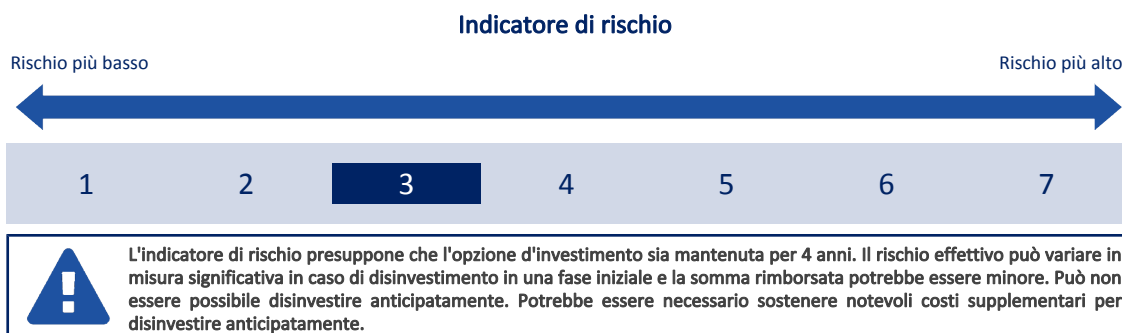 Indicatore di rischio
Rischio più basso
Rischio più alto
1 2 3 4 5 6 7
L'indicatore di rischio presuppone che l'opzione d'investimento sia mantenuta per 4 anni. Il rischio effettivo può variare in
misura significativa in caso di disinvestimento in una fase iniziale e la somma rimborsata potrebbe essere minore. Può non
essere possibile disinvestire anticipatamente. Potrebbe essere necessario sostenere notevoli costi supplementari per
disinvestire anticipatamente.